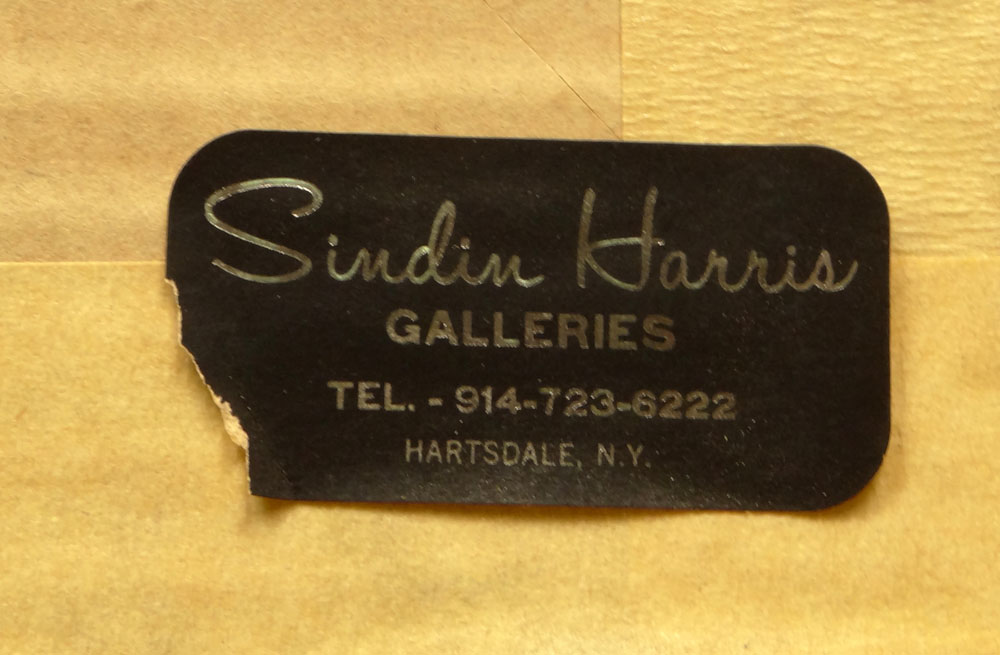 Sindin Harris
GALLERIES
TEL. - 914-723-6222
HARTSDALE, N.Y.